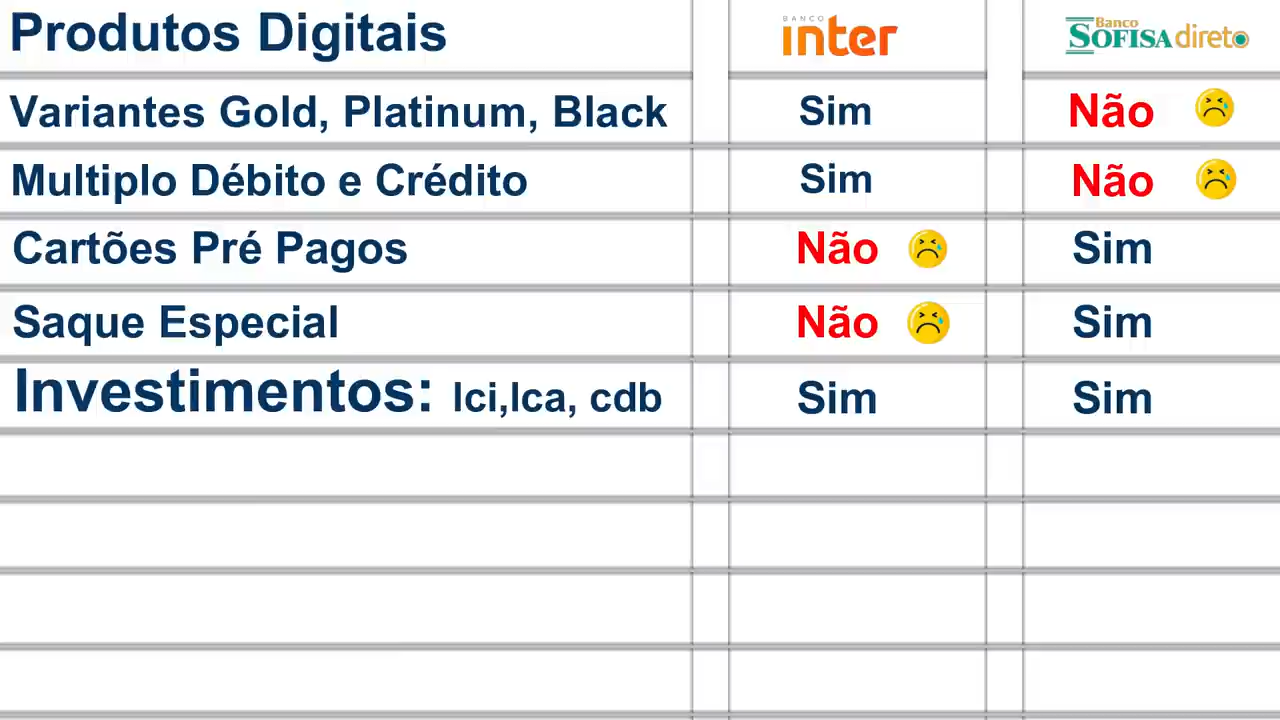 Produtos Digitais BANCO inter Banco SOFISA direto
Variantes Gold, Platinum, Black Sim Não
Multiplo Débito e Crédito Sim Não
Cartões Pré Pagos Não Sim
Saque Especial Não Sim
Investimentos: lci,lca, cdb Sim Sim